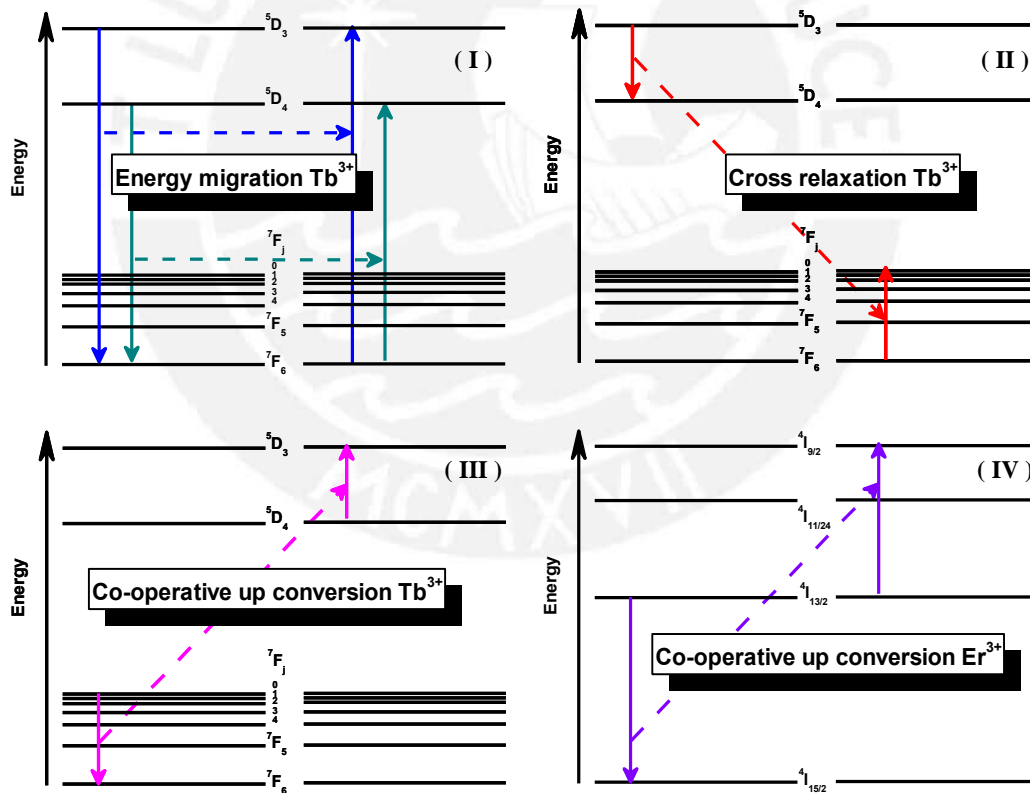 ⁵D₃
( I )
⁵D₄
Energy
Energy migration Tb³⁺
⁷Fⱼ
0
1
2
3
4
⁷F₅
⁷F₆
⁵D₃
( II )
⁵D₄
Energy
Cross relaxation Tb³⁺
⁷Fⱼ
0
1
2
3
4
⁷F₅
⁷F₆
⁵D₃
( III )
⁵D₄
Energy
Co-operative up conversion Tb³⁺
⁷Fⱼ
0
1
2
3
4
⁷F₅
⁷F₆
⁴I₉/₂
( IV )
⁴I₁₁/₂₄
Energy
⁴I₁₃/₂
Co-operative up conversion Er³⁺
⁴I₁₅/₂
MCMXVII